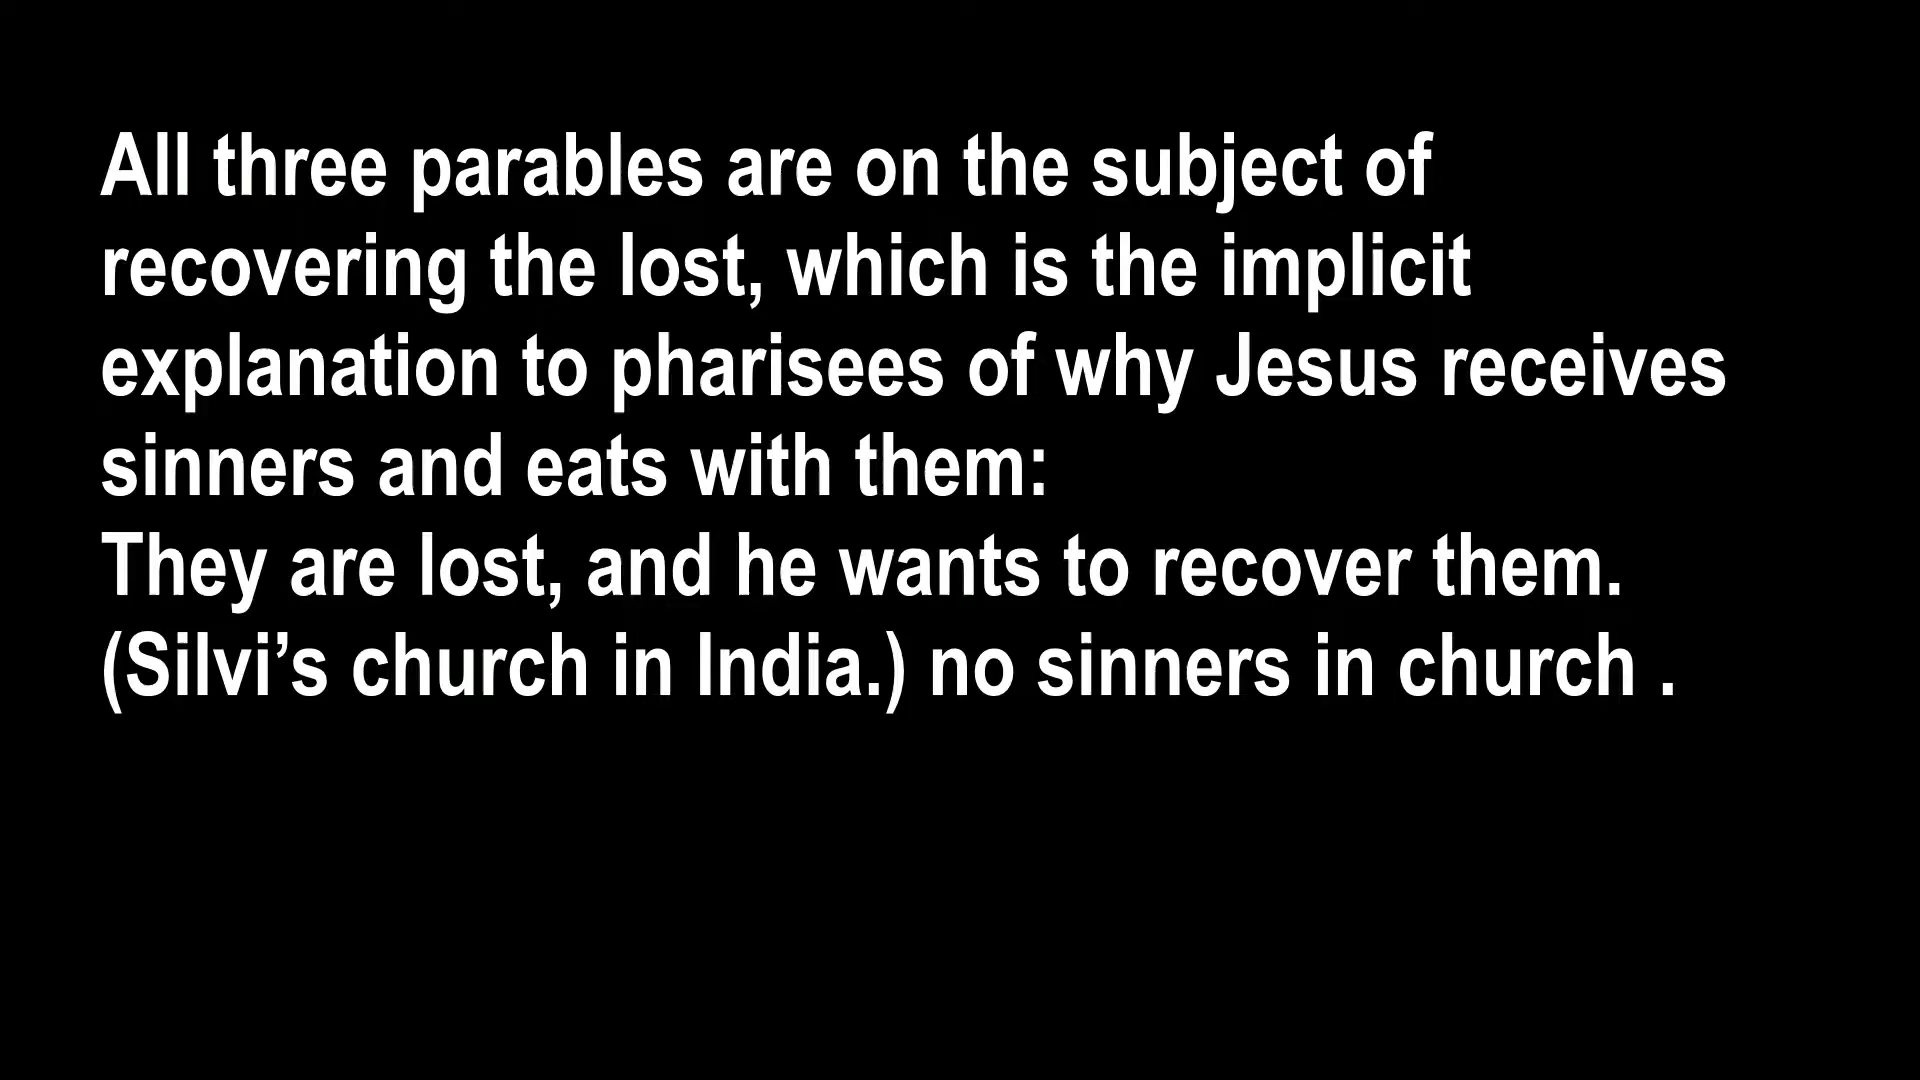 All three parables are on the subject of
recovering the lost, which is the implicit
explanation to pharisees of why Jesus receives
sinners and eats with them:
They are lost, and he wants to recover them.
(Silvi’s church in India.) no sinners in church .